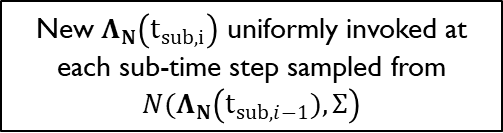 New Λ_N(t_sub,i) uniformly invoked at
each sub-time step sampled from
N(Λ_N(t_sub,i−1), Σ)